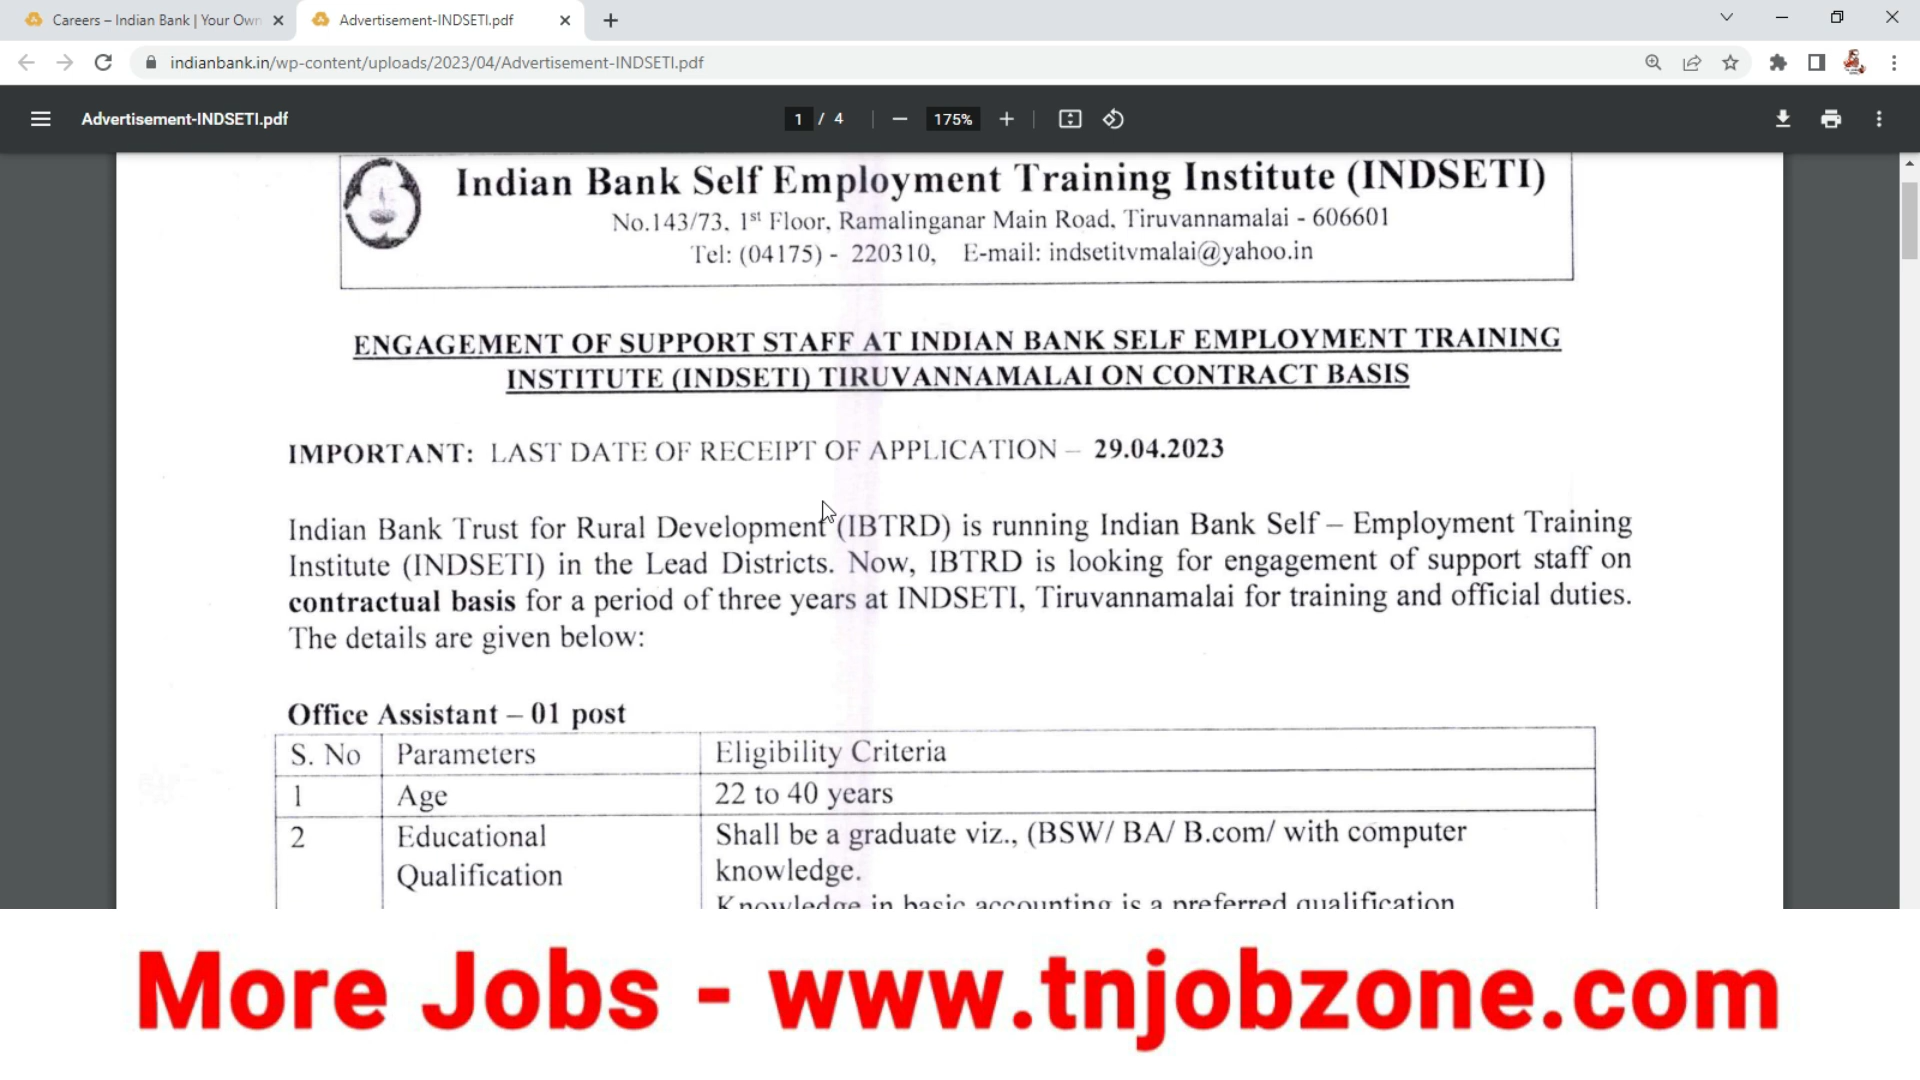 Careers – Indian Bank | Your Own
Advertisement-INDSETI.pdf
indianbank.in/wp-content/uploads/2023/04/Advertisement-INDSETI.pdf
Advertisement-INDSETI.pdf
1 / 4
175%
Indian Bank Self Employment Training Institute (INDSETI)
No.143/73, 1st Floor, Ramalinganar Main Road, Tiruvannamalai - 606601
Tel: (04175) - 220310, E-mail: indsetitvmalai@yahoo.in
ENGAGEMENT OF SUPPORT STAFF AT INDIAN BANK SELF EMPLOYMENT TRAINING
INSTITUTE (INDSETI) TIRUVANNAMALAI ON CONTRACT BASIS
IMPORTANT: LAST DATE OF RECEIPT OF APPLICATION – 29.04.2023
Indian Bank Trust for Rural Development (IBTRD) is running Indian Bank Self – Employment Training
Institute (INDSETI) in the Lead Districts. Now, IBTRD is looking for engagement of support staff on
contractual basis for a period of three years at INDSETI, Tiruvannamalai for training and official duties.
The details are given below:
Office Assistant – 01 post
S. No Parameters Eligibility Criteria
1 Age 22 to 40 years
2 Educational Shall be a graduate viz., (BSW/ BA/ B.com/ with computer
Qualification knowledge.
Knowledge in basic accounting is a preferred qualification
More Jobs - www.tnjobzone.com